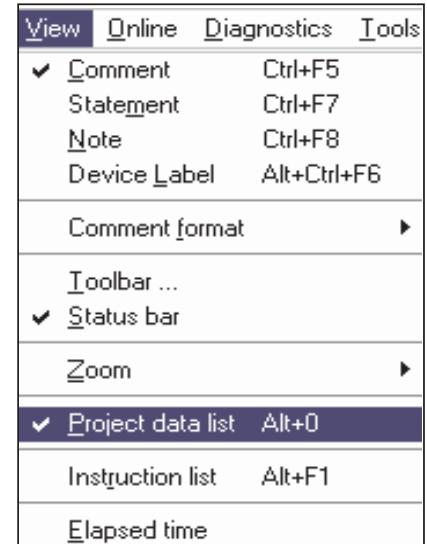 View Online Diagnostics Tools
✔ Comment Ctrl+F5
Statement Ctrl+F7
Note Ctrl+F8
Device Label Alt+Ctrl+F6
Comment format
Toolbar ...
✔ Status bar
Zoom
✔ Project data list Alt+0
Instruction list Alt+F1
Elapsed time